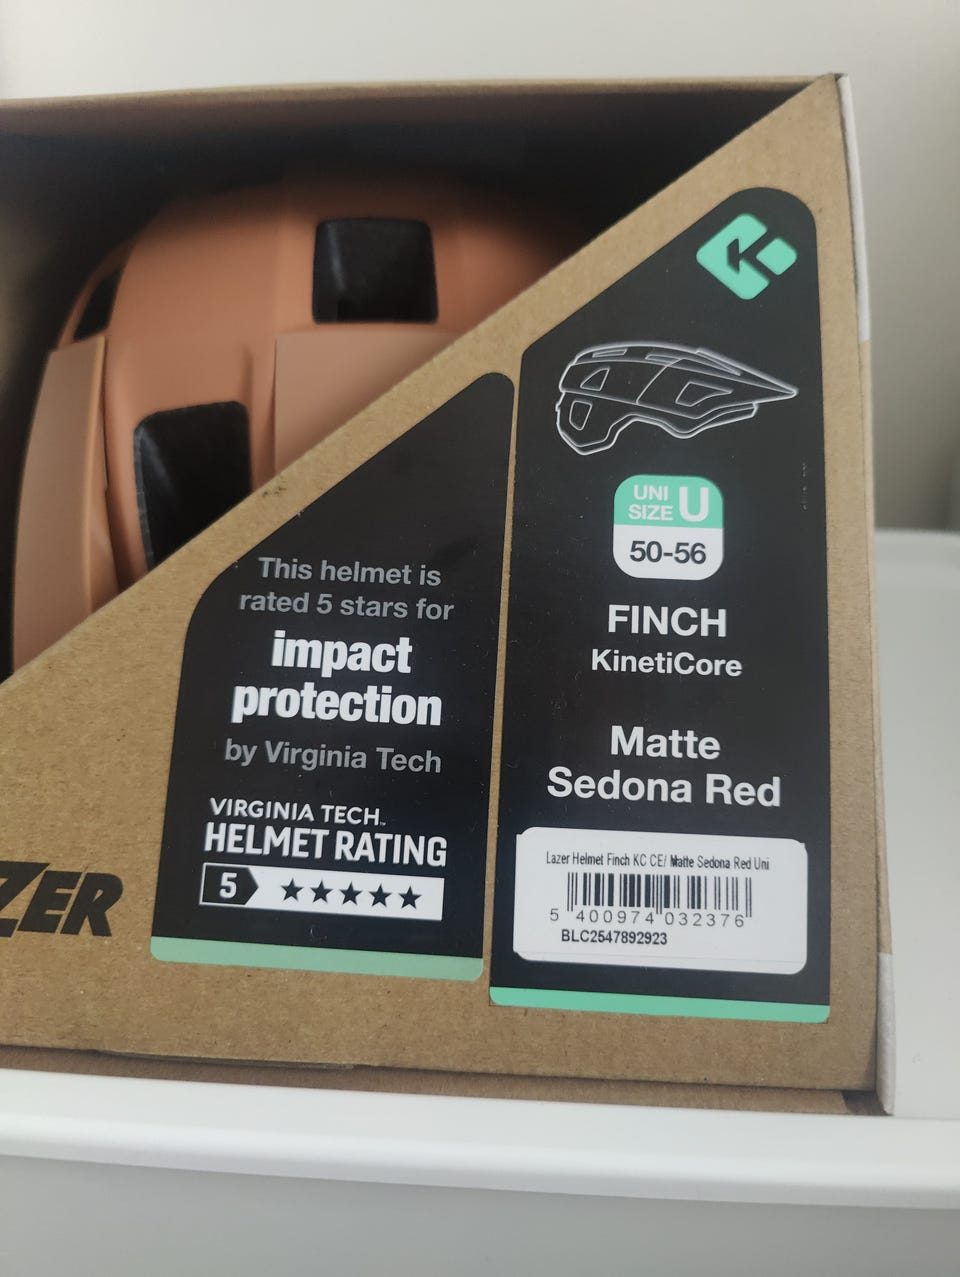 This helmet is
rated 5 stars for
impact
protection
by Virginia Tech
VIRGINIA TECH™
HELMET RATING
5 ★★★★★
ZER
UNI
SIZE U
50-56
FINCH
KinetiCore
Matte
Sedona Red
Lazer Helmet Finch KC CE/ Matte Sedona Red Uni
5 400974 032376
BLC2547892923